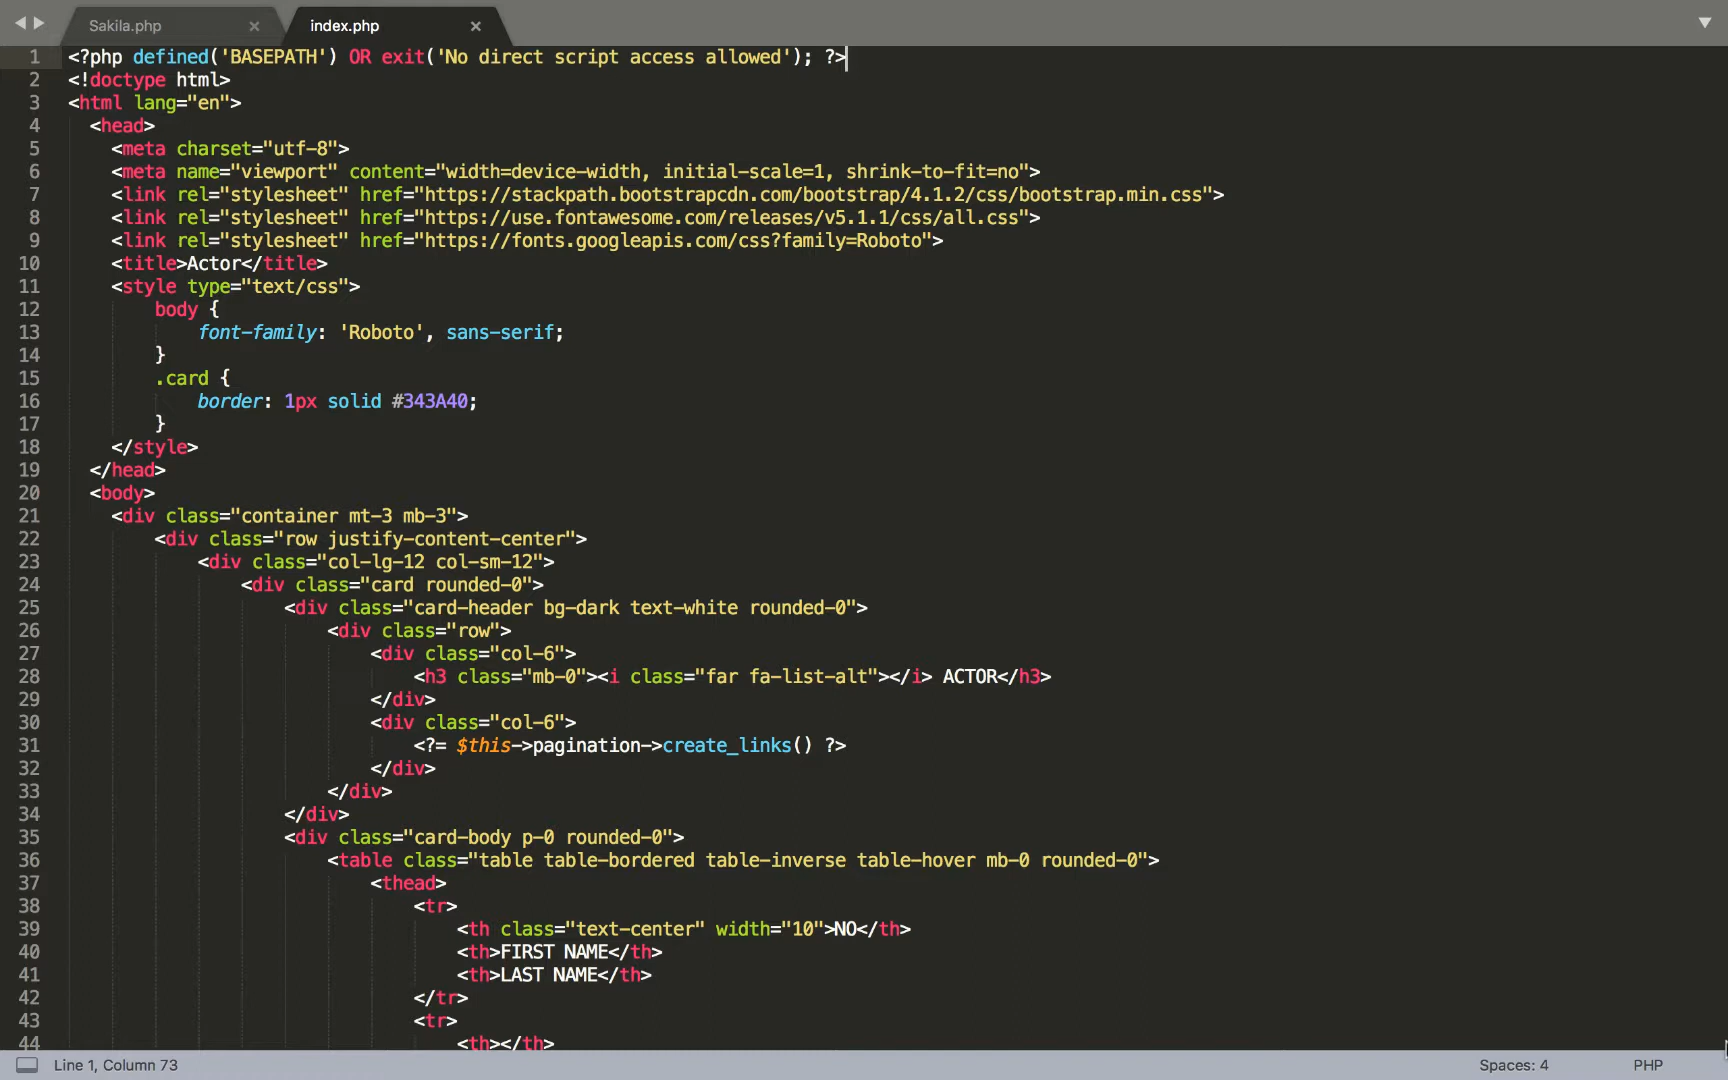 Sakila.php × index.php ×
1 <?php defined('BASEPATH') OR exit('No direct script access allowed'); ?>
2 <!doctype html>
3 <html lang="en">
4 <head>
5 <meta charset="utf-8">
6 <meta name="viewport" content="width=device-width, initial-scale=1, shrink-to-fit=no">
7 <link rel="stylesheet" href="https://stackpath.bootstrapcdn.com/bootstrap/4.1.2/css/bootstrap.min.css">
8 <link rel="stylesheet" href="https://use.fontawesome.com/releases/v5.1.1/css/all.css">
9 <link rel="stylesheet" href="https://fonts.googleapis.com/css?family=Roboto">
10 <title>Actor</title>
11 <style type="text/css">
12 body {
13 font-family: 'Roboto', sans-serif;
14 }
15 .card {
16 border: 1px solid #343A40;
17 }
18 </style>
19 </head>
20 <body>
21 <div class="container mt-3 mb-3">
22 <div class="row justify-content-center">
23 <div class="col-lg-12 col-sm-12">
24 <div class="card rounded-0">
25 <div class="card-header bg-dark text-white rounded-0">
26 <div class="row">
27 <div class="col-6">
28 <h3 class="mb-0"><i class="far fa-list-alt"></i> ACTOR</h3>
29 </div>
30 <div class="col-6">
31 <?= $this->pagination->create_links() ?>
32 </div>
33 </div>
34 </div>
35 <div class="card-body p-0 rounded-0">
36 <table class="table table-bordered table-inverse table-hover mb-0 rounded-0">
37 <thead>
38 <tr>
39 <th class="text-center" width="10">NO</th>
40 <th>FIRST NAME</th>
41 <th>LAST NAME</th>
42 </tr>
43 <tr>
44 <th></th>
Line 1, Column 73 Spaces: 4 PHP